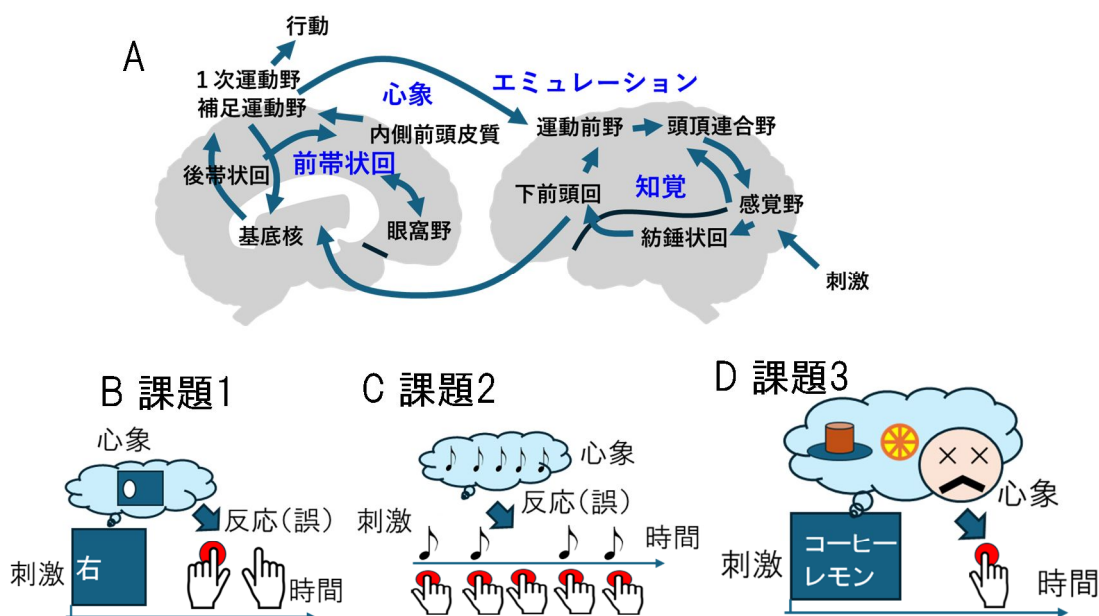 A
行動
1次運動野
補足運動野
心象
エミュレーション
内側前頭皮質
運動前野
頭頂連合野
後帯状回
前帯状回
下前頭回
知覚
感覚野
基底核
眼窩野
紡錘状回
刺激
B 課題1
心象
反応(誤)
刺激
右
時間
C 課題2
心象
反応(誤)
刺激
時間
D 課題3
心象
刺激
コーヒー
レモン
時間